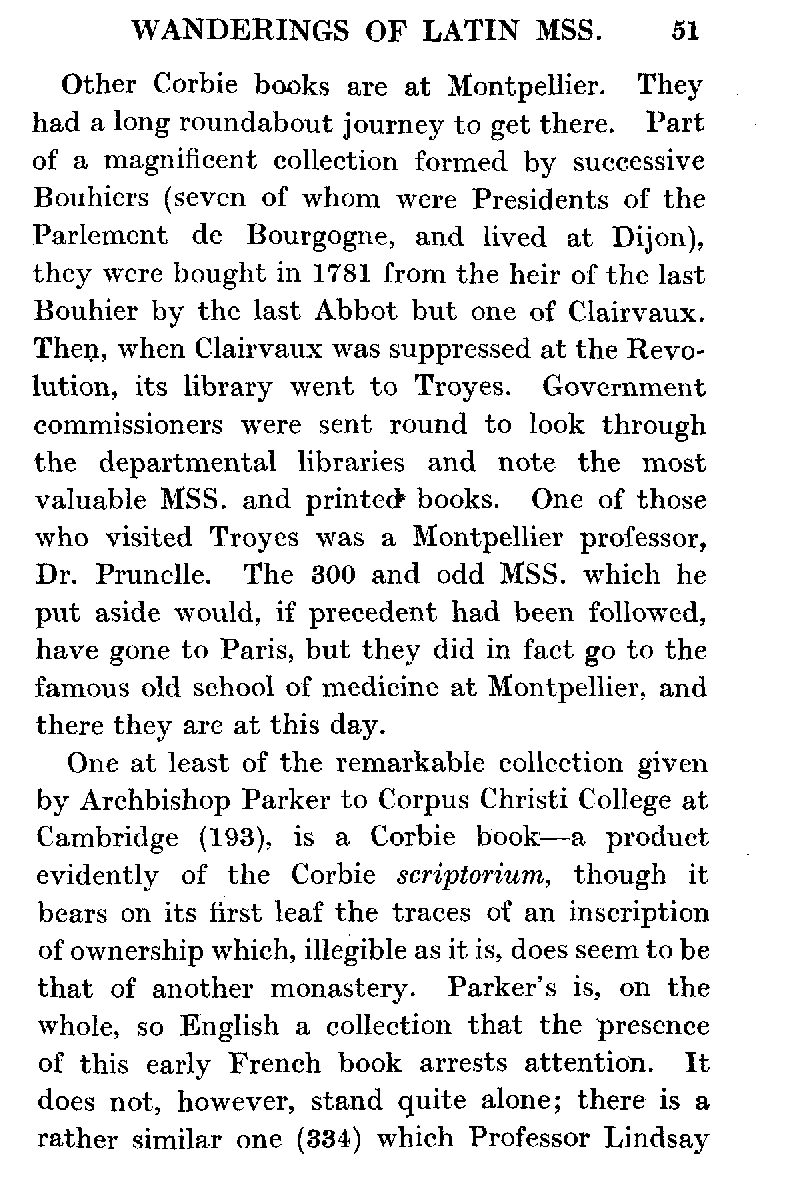 WANDERINGS OF LATIN MSS. 51
Other Corbie books are at Montpellier. They
had a long roundabout journey to get there. Part
of a magnificent collection formed by successive
Bouhiers (seven of whom were Presidents of the
Parlement de Bourgogne, and lived at Dijon),
they were bought in 1781 from the heir of the last
Bouhier by the last Abbot but one of Clairvaux.
Then, when Clairvaux was suppressed at the Revo-
lution, its library went to Troyes. Government
commissioners were sent round to look through
the departmental libraries and note the most
valuable MSS. and printed books. One of those
who visited Troyes was a Montpellier professor,
Dr. Prunelle. The 300 and odd MSS. which he
put aside would, if precedent had been followed,
have gone to Paris, but they did in fact go to the
famous old school of medicine at Montpellier, and
there they are at this day.
One at least of the remarkable collection given
by Archbishop Parker to Corpus Christi College at
Cambridge (193), is a Corbie book—a product
evidently of the Corbie scriptorium, though it
bears on its first leaf the traces of an inscription
of ownership which, illegible as it is, does seem to be
that of another monastery. Parker's is, on the
whole, so English a collection that the presence
of this early French book arrests attention. It
does not, however, stand quite alone; there is a
rather similar one (334) which Professor Lindsay